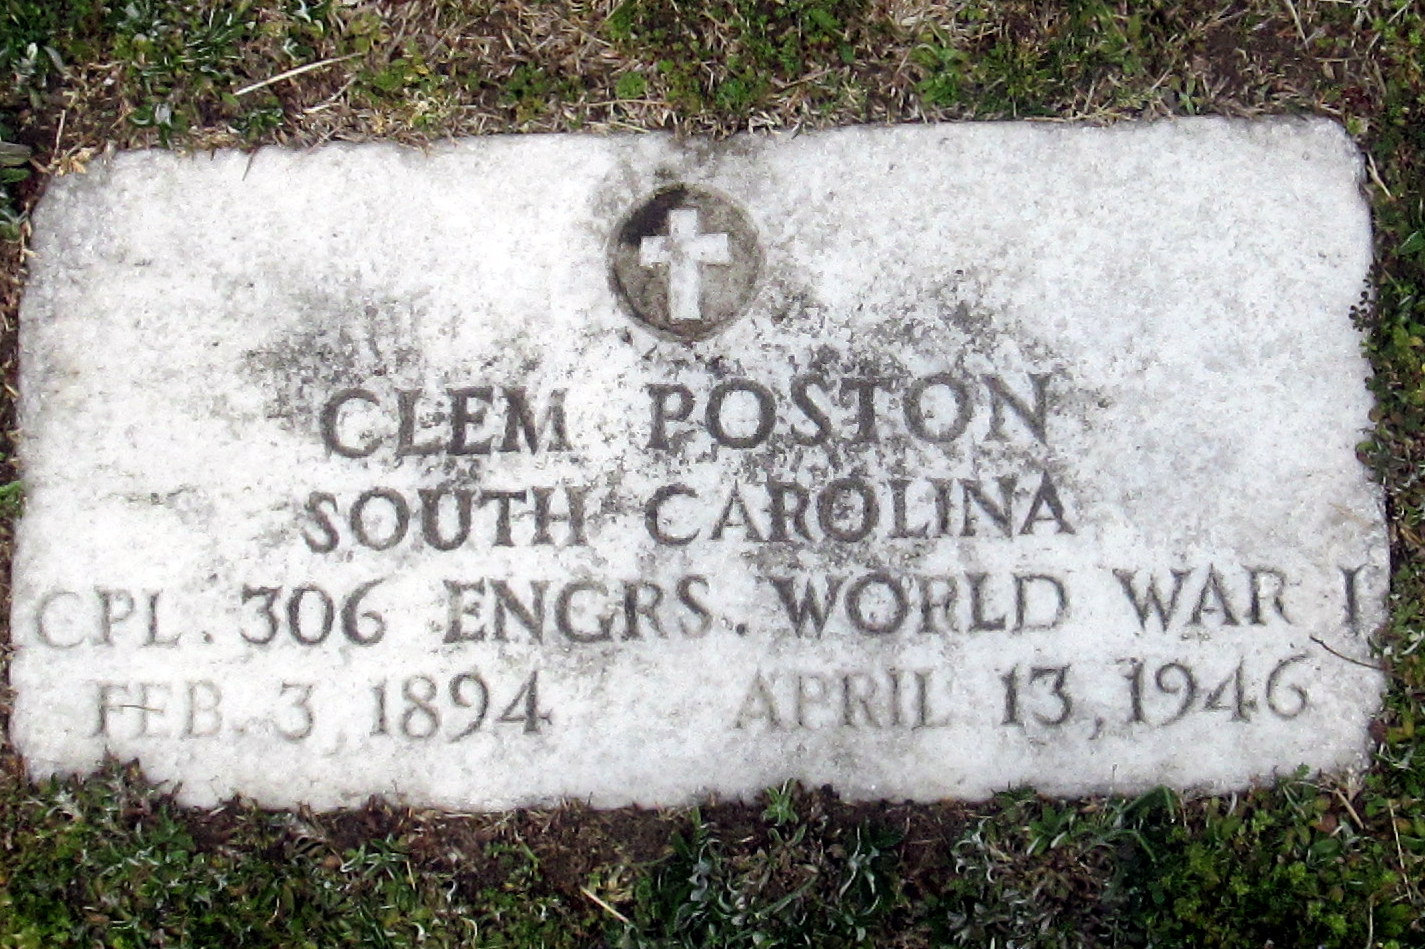 CLEM POSTON
SOUTH CAROLINA
CPL. 306 ENGRS. WORLD WAR I
FEB. 3, 1894 APRIL 13, 1946